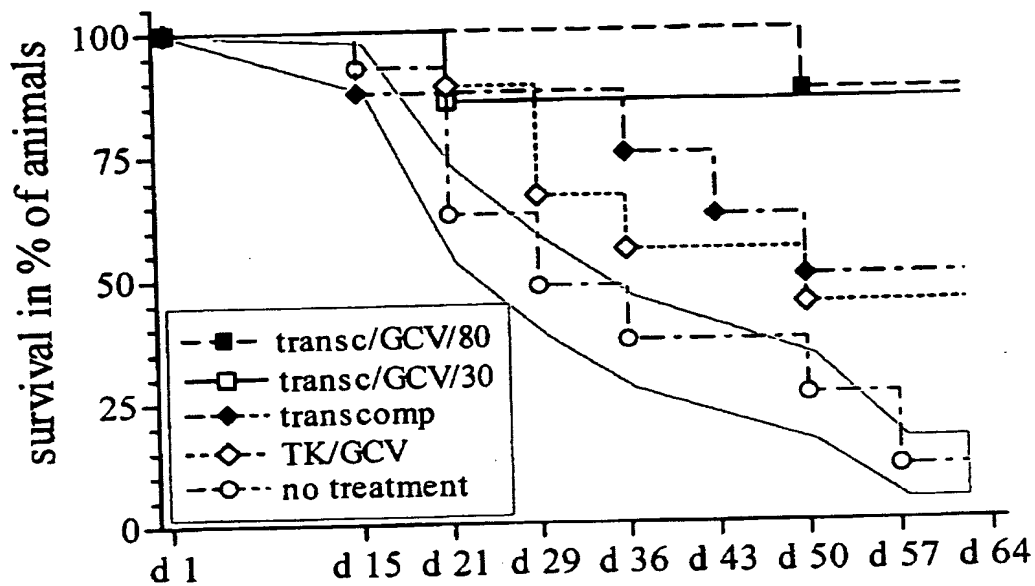 survival in % of animals
100
75
50
25
0
transc/GCV/80
transc/GCV/30
transcomp
TK/GCV
no treatment
d 1 d 15 d 21 d 29 d 36 d 43 d 50 d 57 d 64